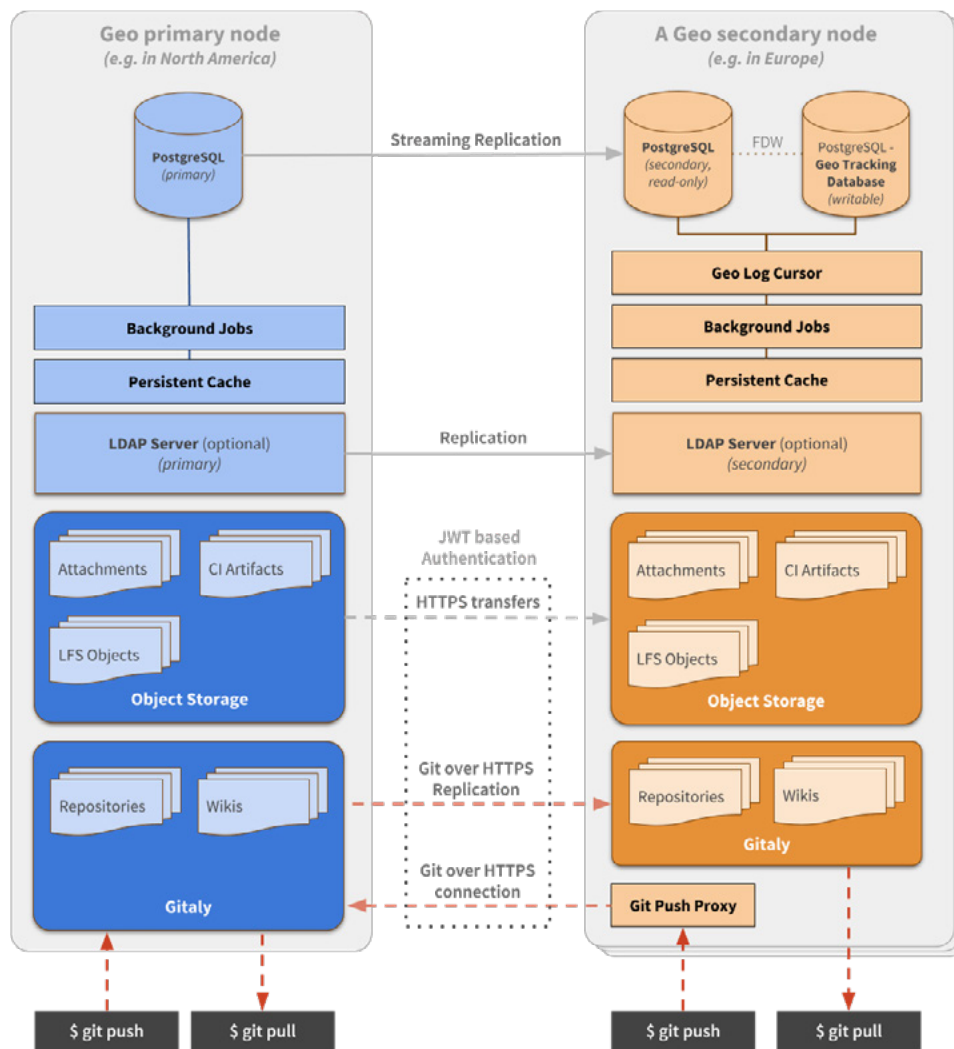 Geo primary node
(e.g. in North America)
PostgreSQL
(primary)
Background Jobs
Persistent Cache
LDAP Server (optional)
(primary)
Attachments
CI Artifacts
LFS Objects
Object Storage
Repositories
Wikis
Gitaly
$ git push
$ git pull
Streaming Replication
Replication
JWT based
Authentication
HTTPS transfers
Git over HTTPS
Replication
Git over HTTPS
connection
A Geo secondary node
(e.g. in Europe)
PostgreSQL
(secondary,
read-only)
FDW
PostgreSQL -
Geo Tracking
Database
(writable)
Geo Log Cursor
Background Jobs
Persistent Cache
LDAP Server (optional)
(secondary)
Attachments
CI Artifacts
LFS Objects
Object Storage
Repositories
Wikis
Gitaly
Git Push Proxy
$ git push
$ git pull